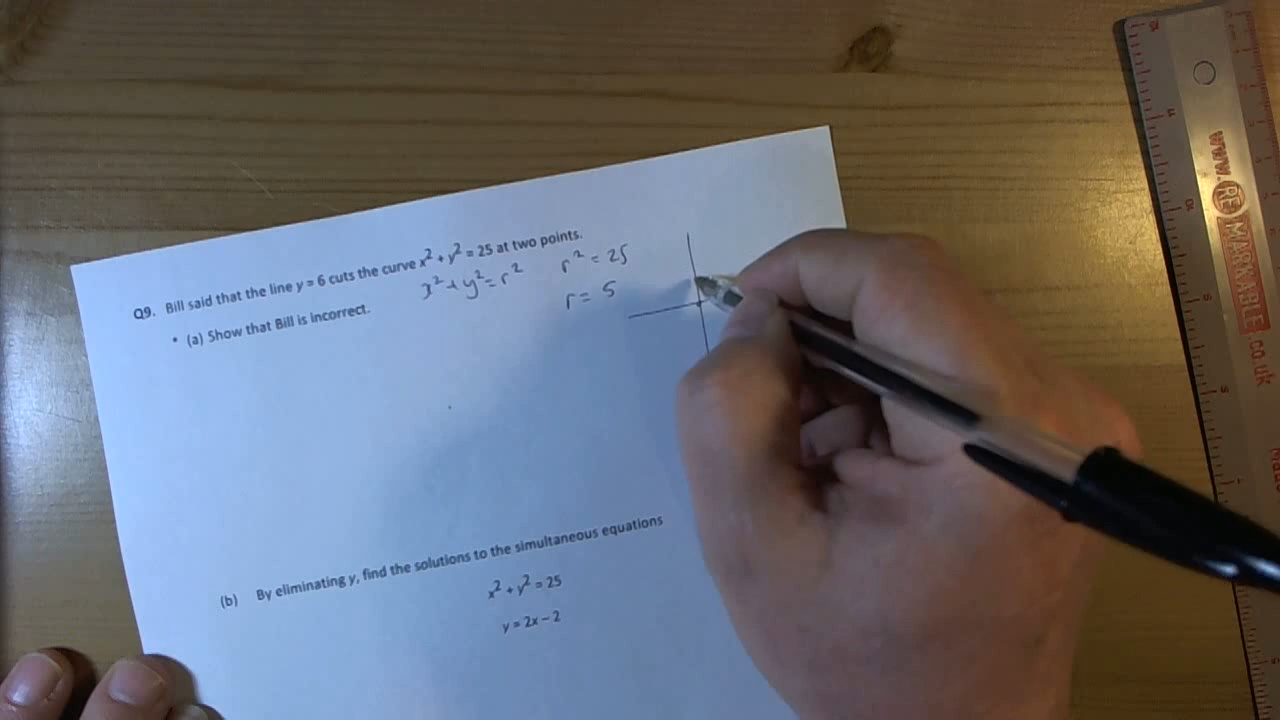 Q9. Bill said that the line y = 6 cuts the curve x² + y² = 25 at two points.
x² + y² = r²
r² = 25
r = 5
• (a) Show that Bill is incorrect.
(b) By eliminating y, find the solutions to the simultaneous equations
x² + y² = 25
y = 2x – 2
www.REMARKABLE.co.uk